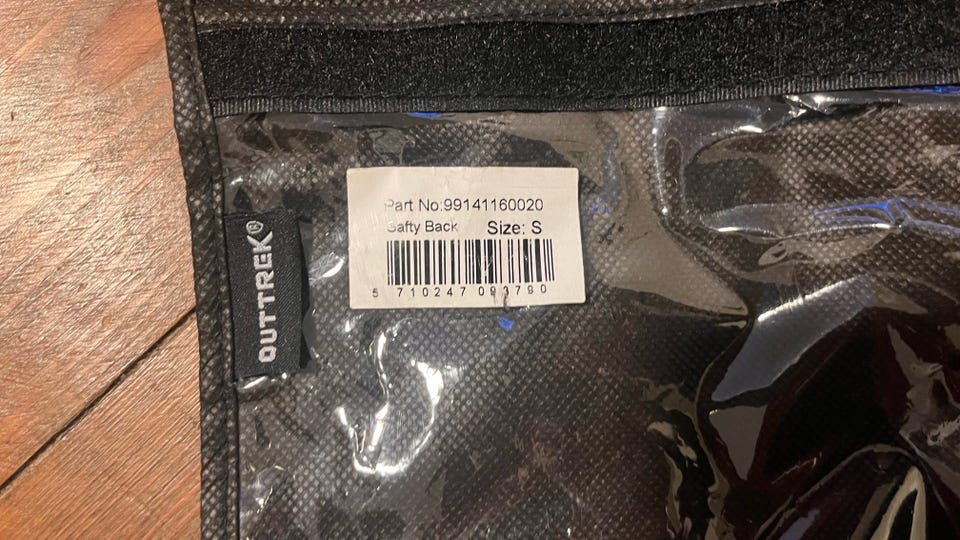 Part No:99141160020
Safty Back Size: S
5 710247 093790
OUTTREK®